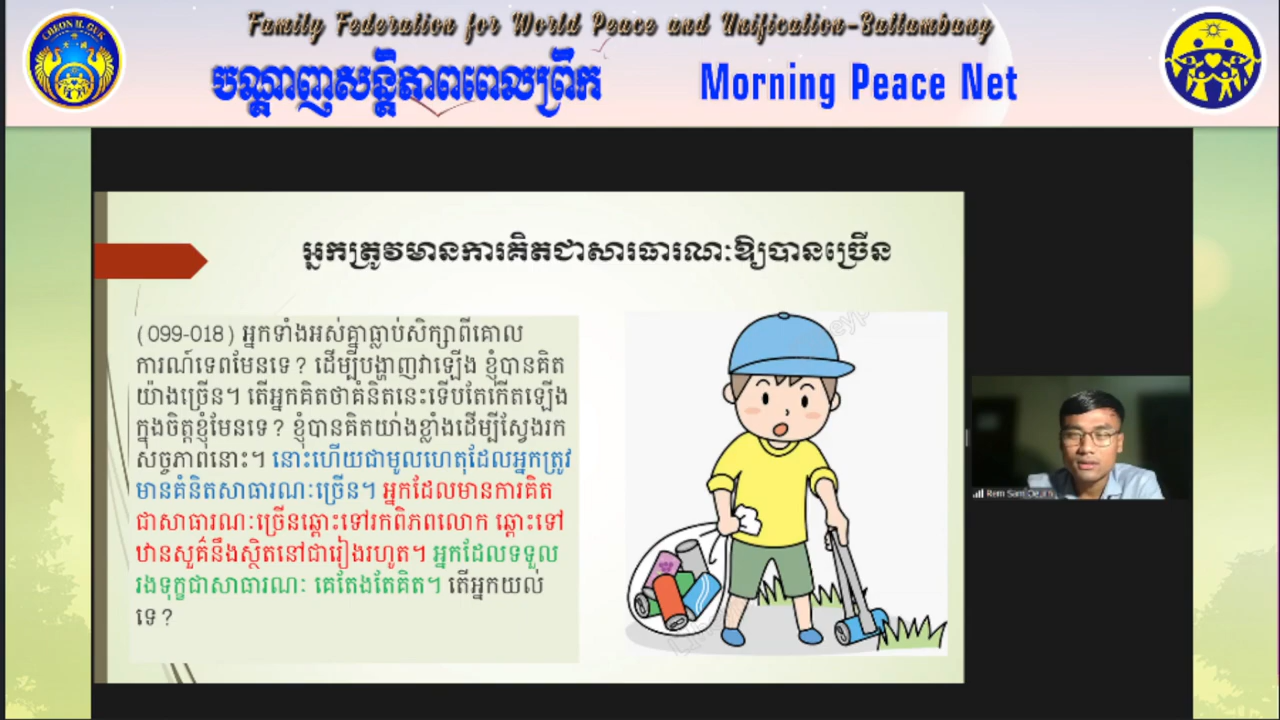 Family Federation for World Peace and Unification-Battambang
បណ្តាញសន្តិភាពពេលព្រឹក
Morning Peace Net
CHEON IL GUK
អ្នកត្រូវមានការគិតជាសារធារណៈឱ្យបានច្រើន
(099-018) អ្នកទាំងអស់គ្នាធ្លាប់សិក្សាពីគោល
ការណ៍ទេពមែនទេ? ដើម្បីបង្ហាញវាឡើង ខ្ញុំបានគិត
យ៉ាងច្រើន។ តើអ្នកគិតថាគំនិតនេះទើបតែកើតឡើង
ក្នុងចិត្តខ្ញុំមែនទេ? ខ្ញុំបានគិតយ់ាងខ្លាំងដើម្បីស្វែងរក
សច្ចភាពនោះ។ នោះហើយជាមូលហេតុដែលអ្នកត្រូវ
មានគំនិតសាធារណៈច្រើន។ អ្នកដែលមានការគិត
ជាសាធារណៈច្រើនឆ្ពោះទៅរកពិភពលោក ឆ្ពោះទៅ
ឋានសួគ៌នឹងស្ថិតនៅជារៀងរហូត។ អ្នកដែលទទួល
រងទុក្ខជាសាធារណៈ គេតែងតែគិត។ តើអ្នកយល់
ទេ?
Rem Sam Oeurn